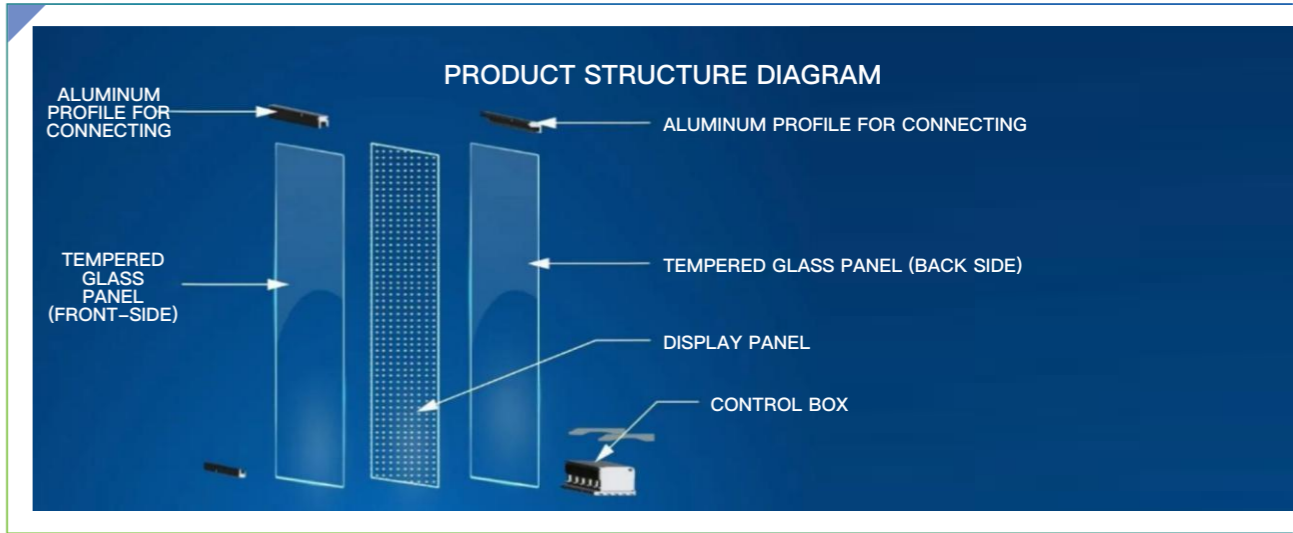 PRODUCT STRUCTURE DIAGRAM
ALUMINUM
PROFILE FOR
CONNECTING
ALUMINUM PROFILE FOR CONNECTING
TEMPERED
GLASS
PANEL
(FRONT-SIDE)
TEMPERED GLASS PANEL (BACK SIDE)
DISPLAY PANEL
CONTROL BOX